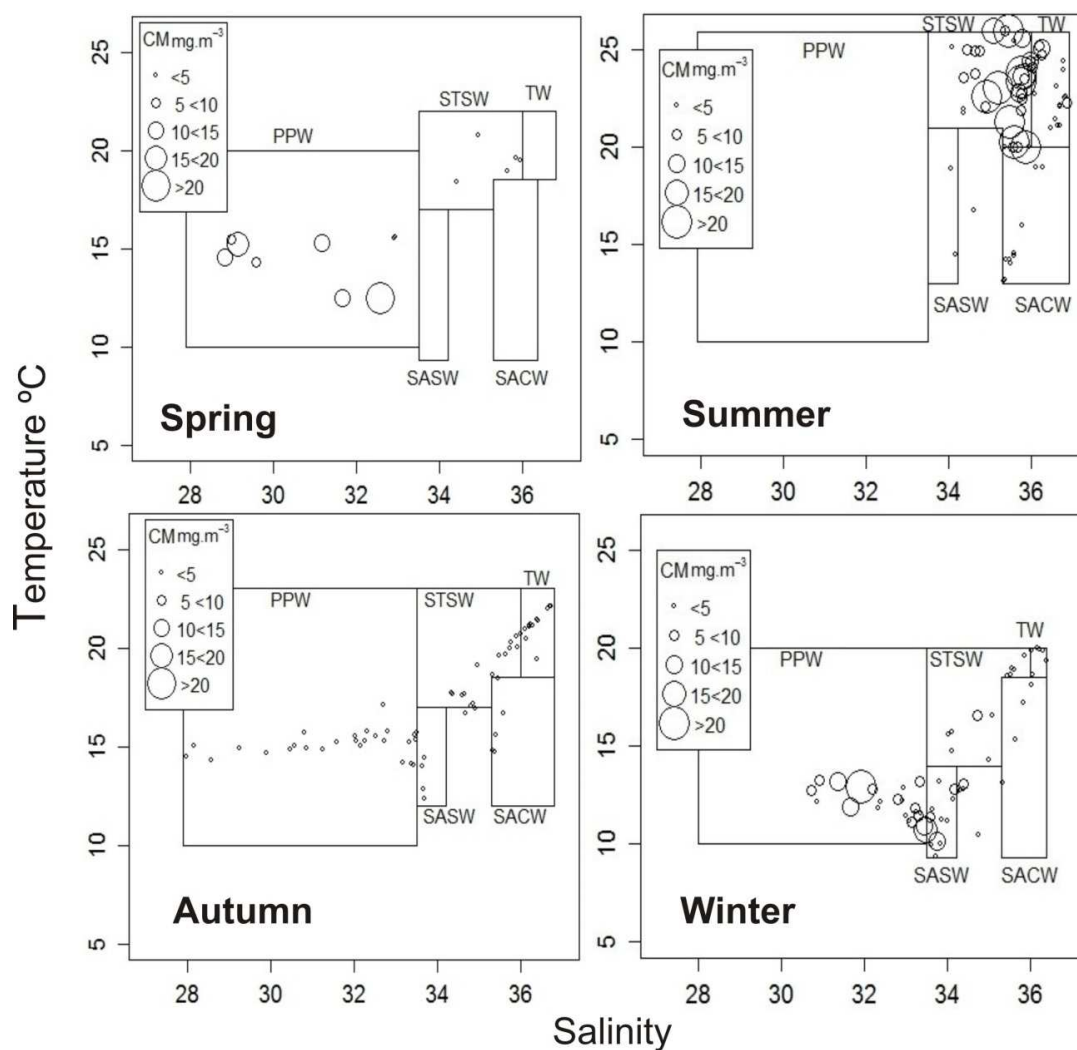 Temperature ºC
25
20
15
10
5
CM mg.m⁻³
<5
5 <10
10<15
15<20
>20
PPW
STSW
TW
SASW
SACW
Spring
28 30 32 34 36
25
20
15
10
5
STSW
TW
PPW
CM mg.m⁻³
<5
5 <10
10<15
15<20
>20
SASW
SACW
Summer
28 30 32 34 36
25
20
15
10
5
CM mg.m⁻³
<5
5 <10
10<15
15<20
>20
PPW
STSW
TW
SASW
SACW
Autumn
28 30 32 34 36
25
20
15
10
5
CM mg.m⁻³
<5
5 <10
10<15
15<20
>20
PPW
STSW
TW
SASW
SACW
Winter
28 30 32 34 36
Salinity